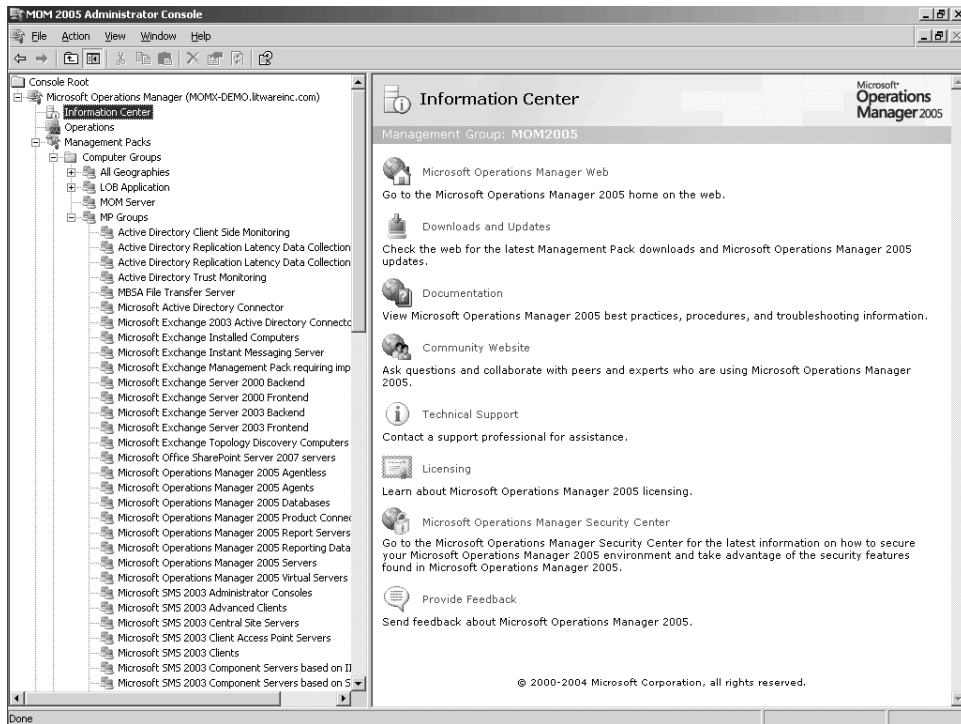 MOM 2005 Administrator Console
File Action View Window Help
Console Root
Microsoft Operations Manager (MOMX-DEMO.litwareinc.com)
Information Center
Operations
Management Packs
Computer Groups
All Geographies
LOB Application
MOM Server
MP Groups
Active Directory Client Side Monitoring
Active Directory Replication Latency Data Collection
Active Directory Replication Latency Data Collection
Active Directory Trust Monitoring
MBSA File Transfer Server
Microsoft Active Directory Connector
Microsoft Exchange 2003 Active Directory Connectc
Microsoft Exchange Installed Computers
Microsoft Exchange Instant Messaging Server
Microsoft Exchange Management Pack requiring imp
Microsoft Exchange Server 2000 Backend
Microsoft Exchange Server 2000 Frontend
Microsoft Exchange Server 2003 Backend
Microsoft Exchange Server 2003 Frontend
Microsoft Exchange Topology Discovery Computers
Microsoft Office SharePoint Server 2007 servers
Microsoft Operations Manager 2005 Agentless
Microsoft Operations Manager 2005 Agents
Microsoft Operations Manager 2005 Databases
Microsoft Operations Manager 2005 Product Connec
Microsoft Operations Manager 2005 Report Servers
Microsoft Operations Manager 2005 Reporting Data
Microsoft Operations Manager 2005 Servers
Microsoft Operations Manager 2005 Virtual Servers
Microsoft SMS 2003 Administrator Consoles
Microsoft SMS 2003 Advanced Clients
Microsoft SMS 2003 Central Site Servers
Microsoft SMS 2003 Client Access Point Servers
Microsoft SMS 2003 Clients
Microsoft SMS 2003 Component Servers based on II
Microsoft SMS 2003 Component Servers based on S
Information Center
Microsoft
Operations
Manager 2005
Management Group: MOM2005
Microsoft Operations Manager Web
Go to the Microsoft Operations Manager 2005 home on the web.
Downloads and Updates
Check the web for the latest Management Pack downloads and Microsoft Operations Manager 2005
updates.
Documentation
View Microsoft Operations Manager 2005 best practices, procedures, and troubleshooting information.
Community Website
Ask questions and collaborate with peers and experts who are using Microsoft Operations Manager
2005.
Technical Support
Contact a support professional for assistance.
Licensing
Learn about Microsoft Operations Manager 2005 licensing.
Microsoft Operations Manager Security Center
Go to the Microsoft Operations Manager Security Center for the latest information on how to secure
your Microsoft Operations Manager 2005 environment and take advantage of the security features
found in Microsoft Operations Manager 2005.
Provide Feedback
Send feedback about Microsoft Operations Manager 2005.
© 2000-2004 Microsoft Corporation, all rights reserved.
Done